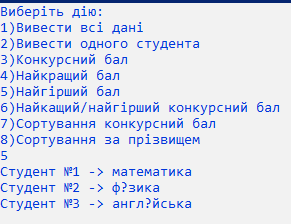 Виберіть дію:
1)Вивести всі дані
2)Вивести одного студента
3)Конкурсний бал
4)Найкращий бал
5)Найгірший бал
6)Найкащий/найгірший конкурсний бал
7)Сортування конкурсний бал
8)Сортування за прізвищем
5
Студент №1 -> математика
Студент №2 -> ф?зика
Студент №3 -> англ?йська